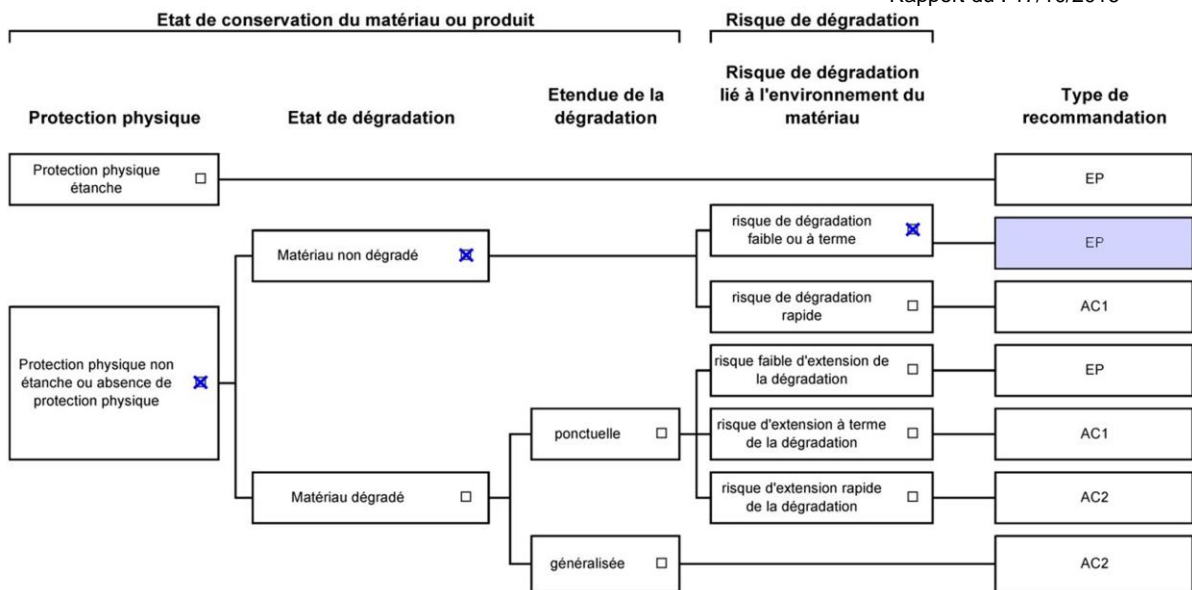 Etat de conservation du matériau ou produit
Risque de dégradation
Protection physique
Etat de dégradation
Etendue de la
dégradation
Risque de dégradation
lié à l'environnement du
matériau
Type de
recommandation
Protection physique
étanche
EP
risque de dégradation
faible ou à terme
EP
Matériau non dégradé
risque de dégradation
rapide
AC1
Protection physique non
étanche ou absence de
protection physique
risque faible d'extension de
la dégradation
EP
ponctuelle
risque d'extension à terme
de la dégradation
AC1
Matériau dégradé
risque d'extension rapide
de la dégradation
AC2
généralisée
AC2